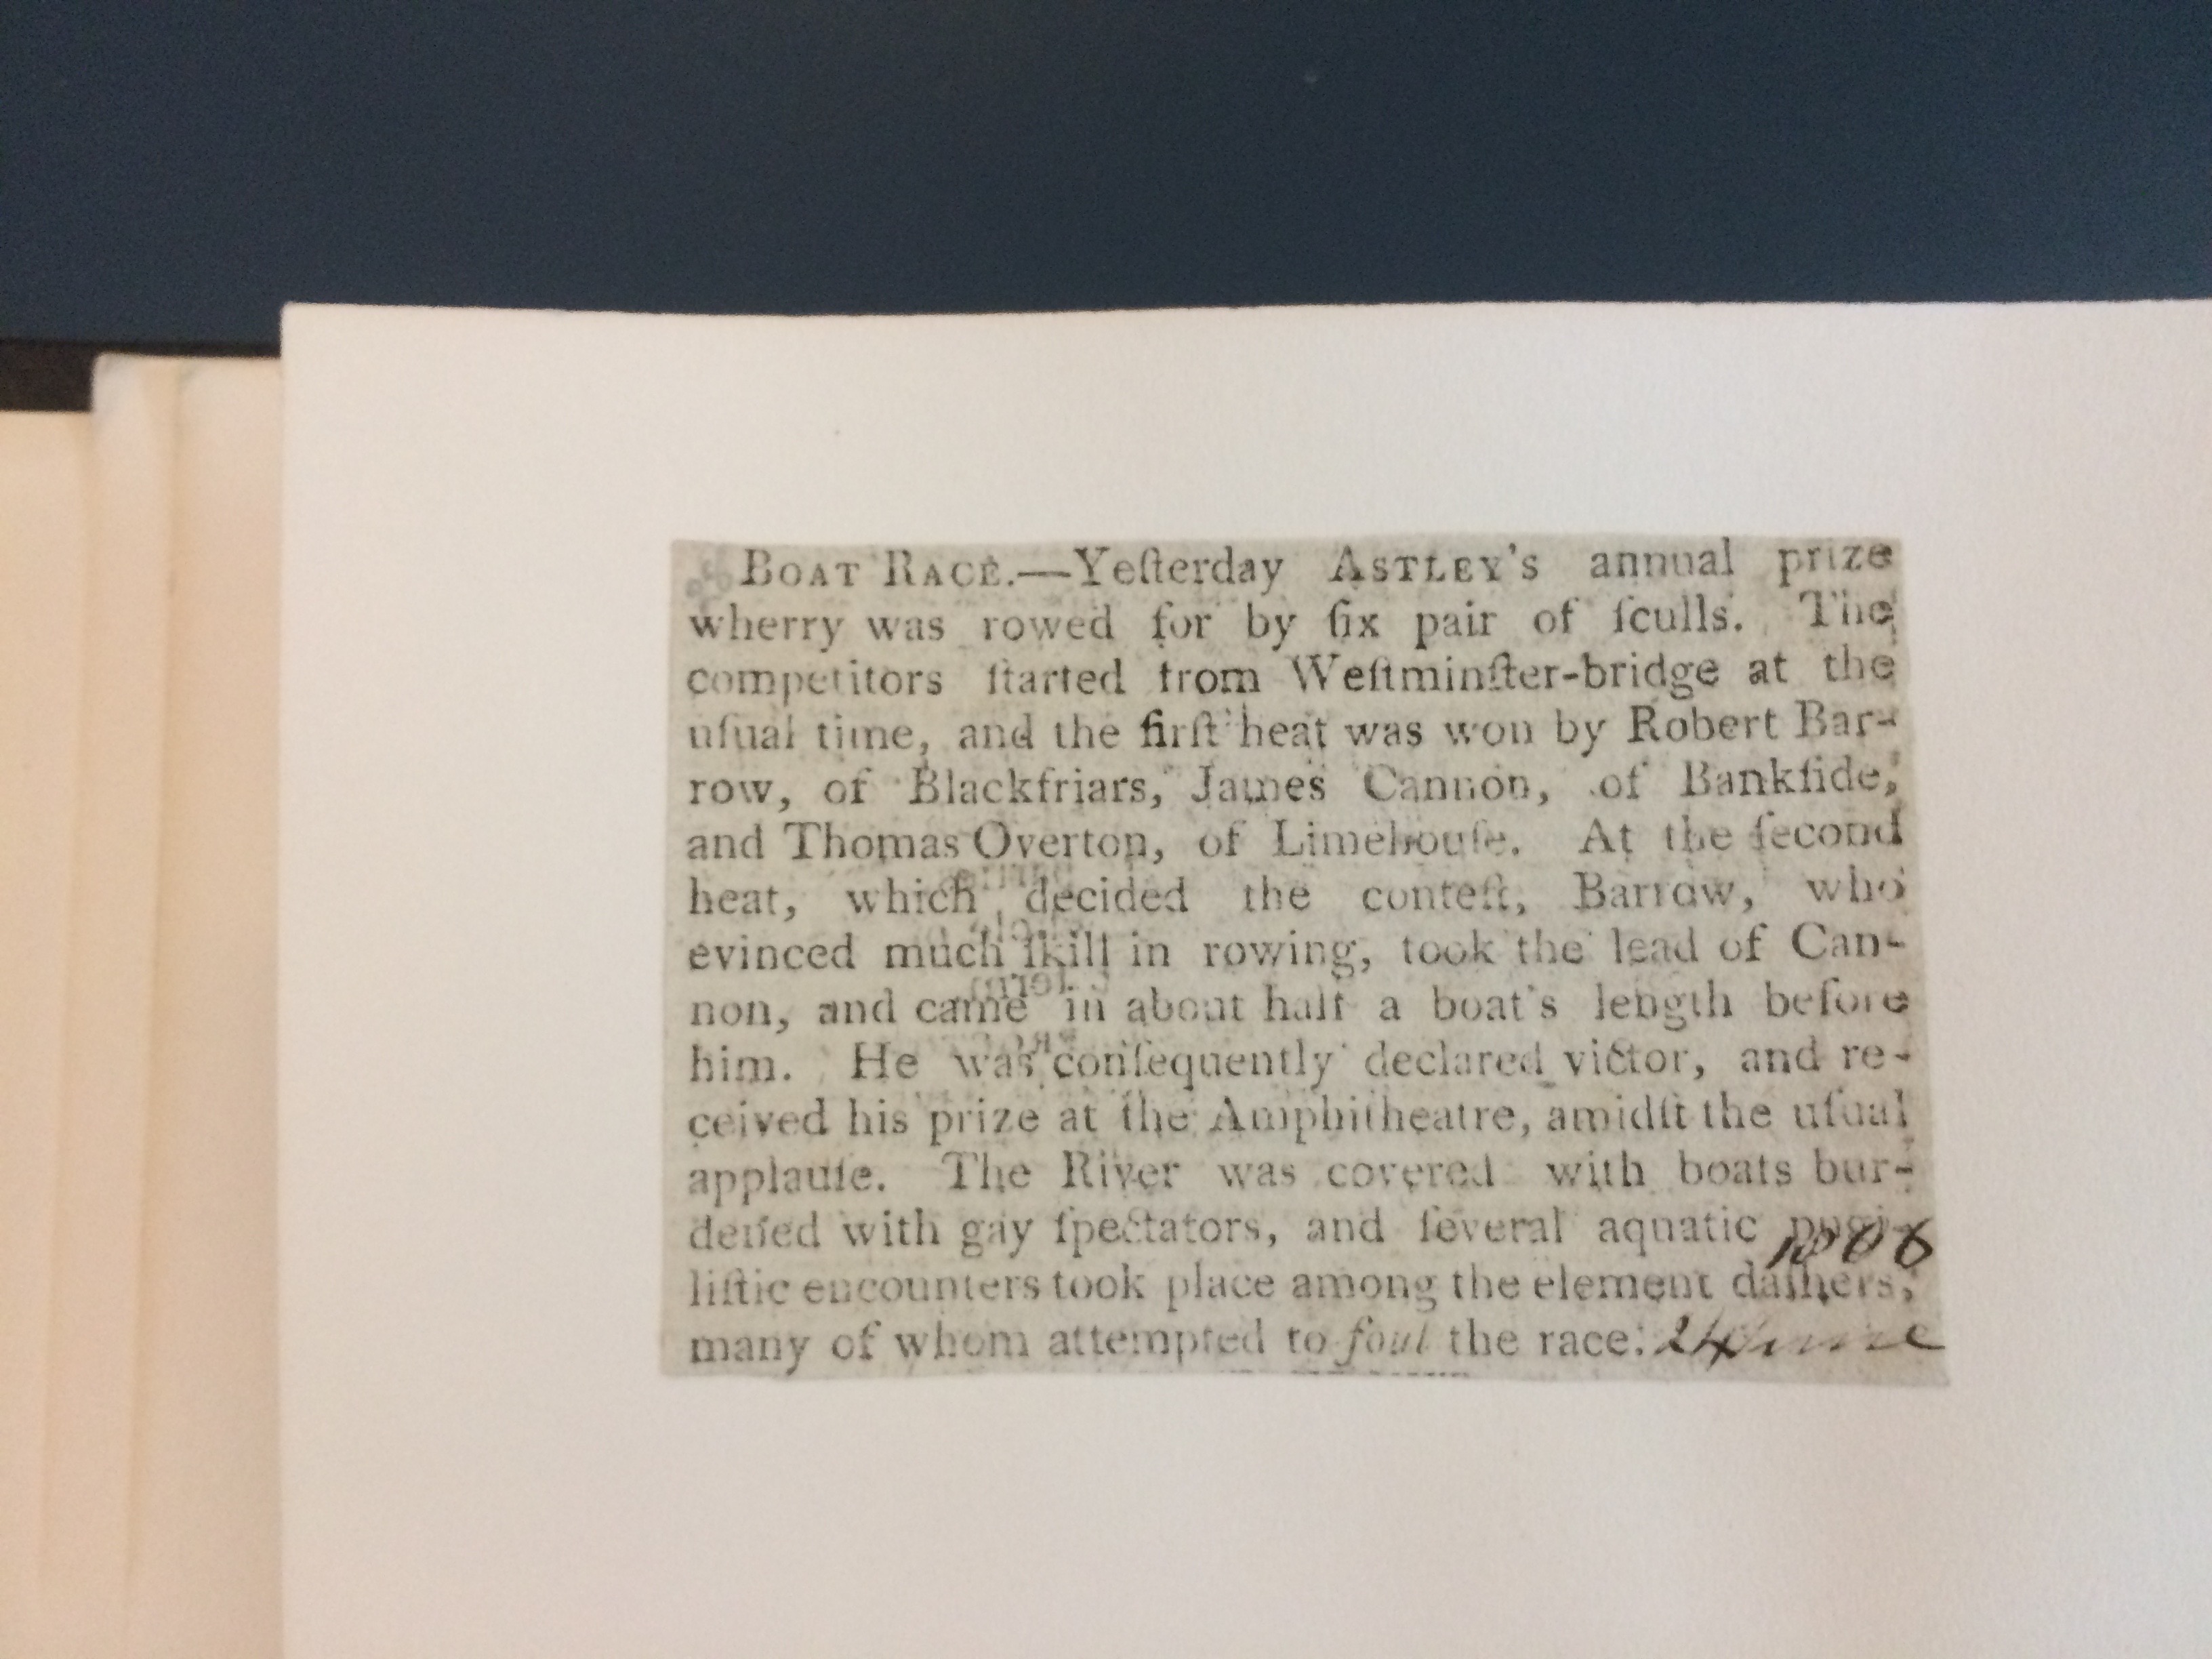 BOAT RACE.—Yeſterday ASTLEY's annual prize
wherry was rowed for by ſix pair of ſculls. The
competitors ſtarted from Weſtminſter-bridge at the
uſual time, and the firſt heat was won by Robert Bar-
row, of Blackfriars, James Cannon, of Bankſide,
and Thomas Overton, of Limehouſe. At the ſecond
heat, which decided the conteſt, Barrow, who
evinced much ſkill in rowing, took the lead of Can-
non, and came in about half a boat's length before
him. He was conſequently declared victor, and re-
ceived his prize at the Amphitheatre, amidſt the uſual
applauſe. The River was covered with boats bur-
dened with gay ſpectators, and ſeveral aquatic pugi-
1806
liſtic encounters took place among the element daſhers,
many of whom attempted to foul the race. 24 June